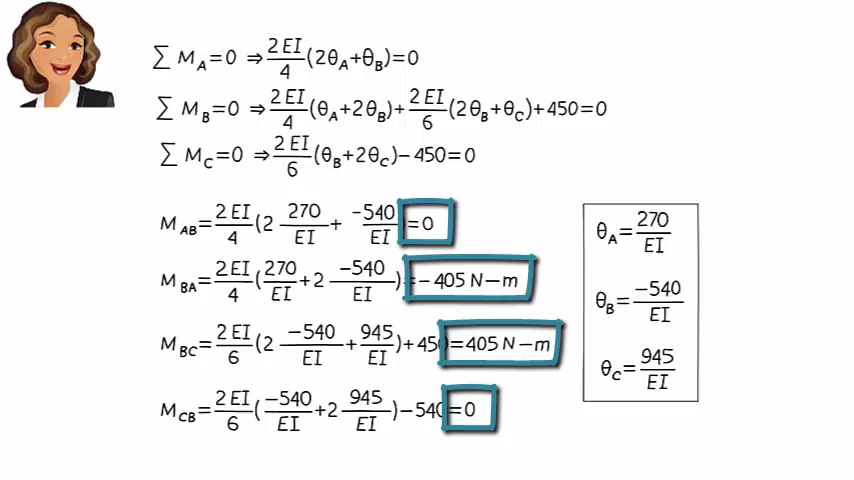 ∑ M_A=0 ⇒ 2EI/4 (2θ_A+θ_B)=0
∑ M_B=0 ⇒ 2EI/4 (θ_A+2θ_B)+ 2EI/6 (2θ_B+θ_C)+450=0
∑ M_C=0 ⇒ 2EI/6 (θ_B+2θ_C)-450=0
M_AB= 2EI/4 (2 270/EI + -540/EI )=0
M_BA= 2EI/4 (270/EI +2 -540/EI )=-405 N-m
M_BC= 2EI/6 (2 -540/EI + 945/EI )+450=405 N-m
M_CB= 2EI/6 (-540/EI +2 945/EI )-540=0
θ_A= 270/EI
θ_B= -540/EI
θ_C= 945/EI